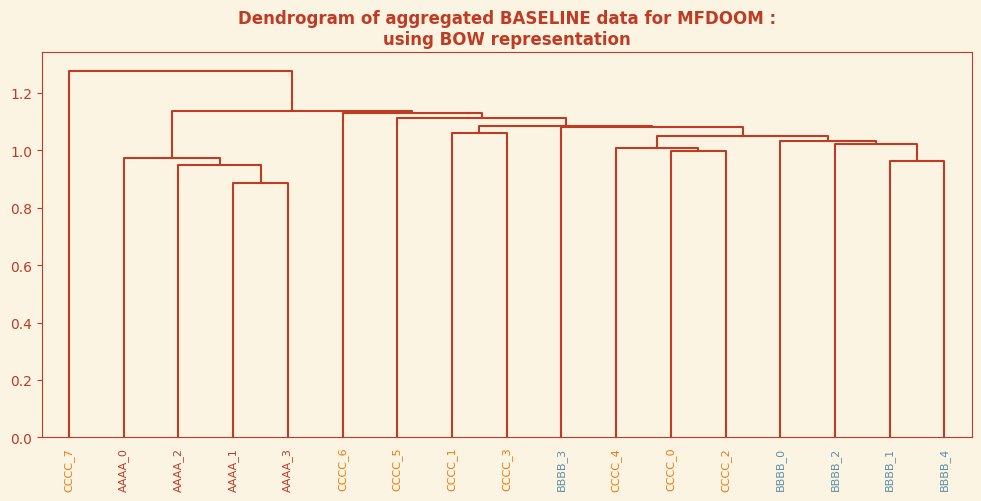 Dendrogram of aggregated BASELINE data for MFDOOM :
using BOW representation
1.2
1.0
0.8
0.6
0.4
0.2
0.0
CCCC_7
AAAA_0
AAAA_2
AAAA_1
AAAA_3
CCCC_6
CCCC_5
CCCC_1
CCCC_3
BBBB_3
CCCC_4
CCCC_0
CCCC_2
BBBB_0
BBBB_2
BBBB_1
BBBB_4